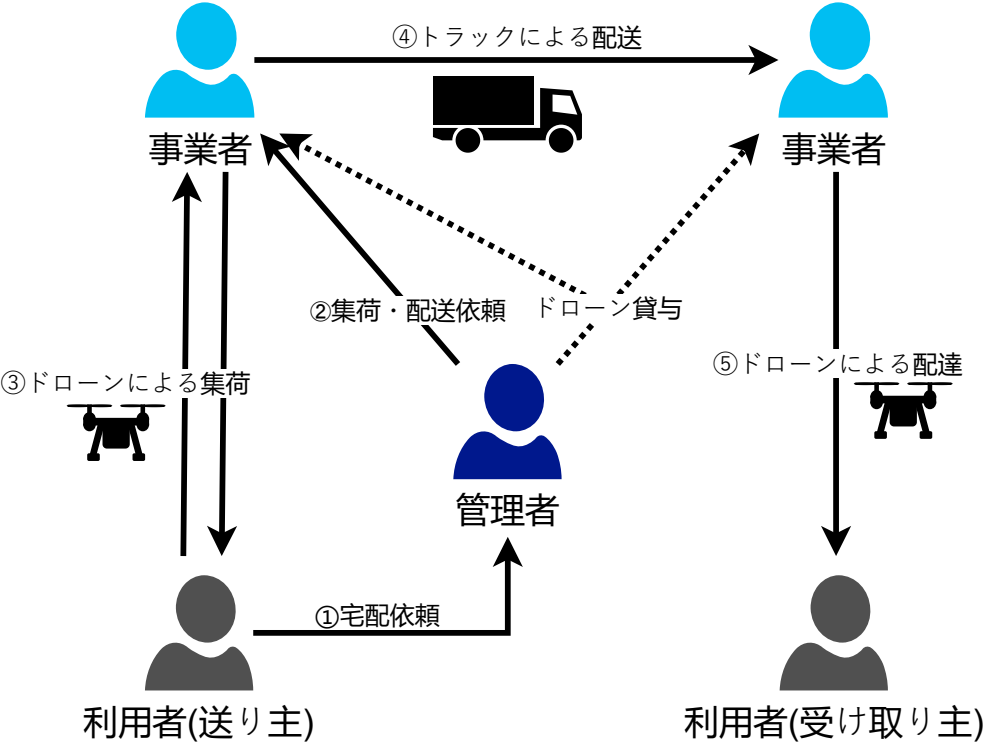 ④トラックによる配送
事業者
事業者
②集荷・配送依頼
ドローン貸与
③ドローンによる集荷
⑤ドローンによる配達
管理者
①宅配依頼
利用者(送り主)
利用者(受け取り主)